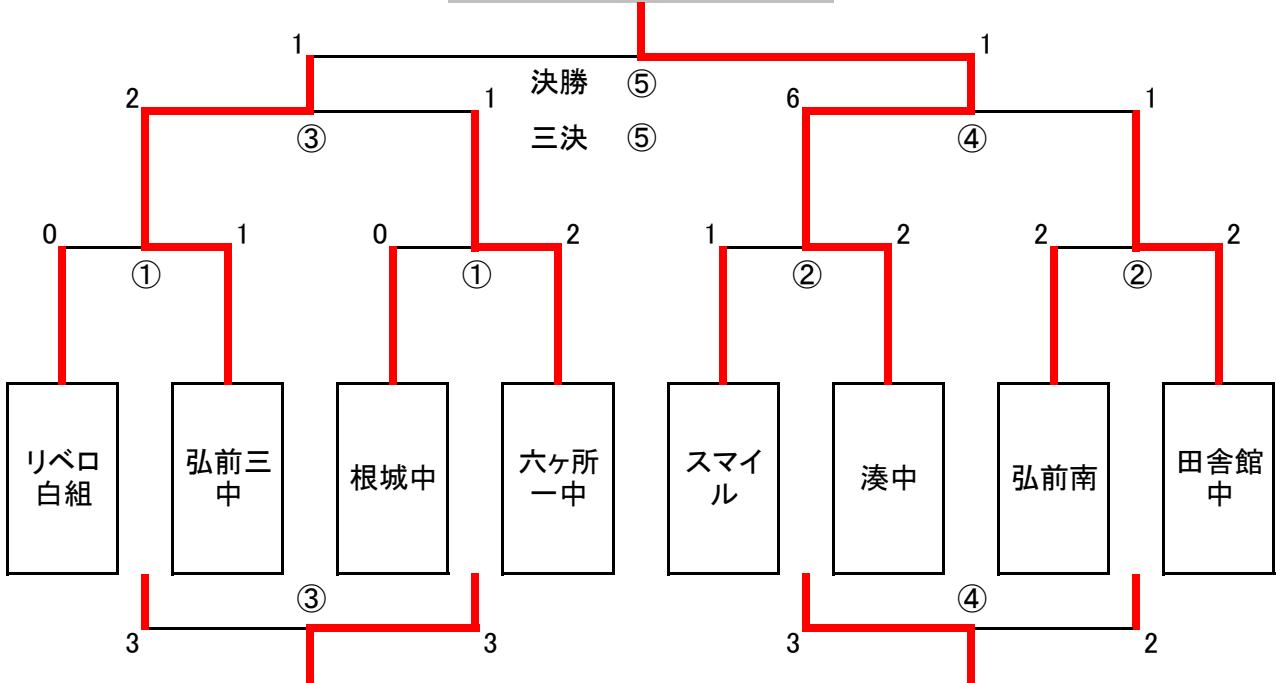 1 1
決勝 ⑤
2 1 6 1
③ 三決 ⑤ ④
0 1 0 2 1 2 2 2
① ① ② ②
リベロ
白組
弘前三
中
根城中
六ヶ所
一中
スマイ
ル
湊中
弘前南
田舎館
中
③ ④
3 3 3 2